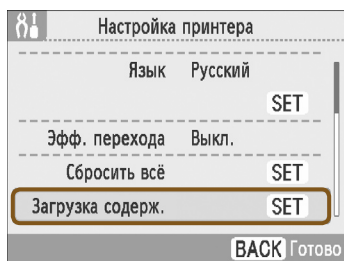 Настройка принтера
Язык Русский
SET
Эфф. перехода Выкл.
Сбросить всё SET
Загрузка содерж. SET
BACK Готово